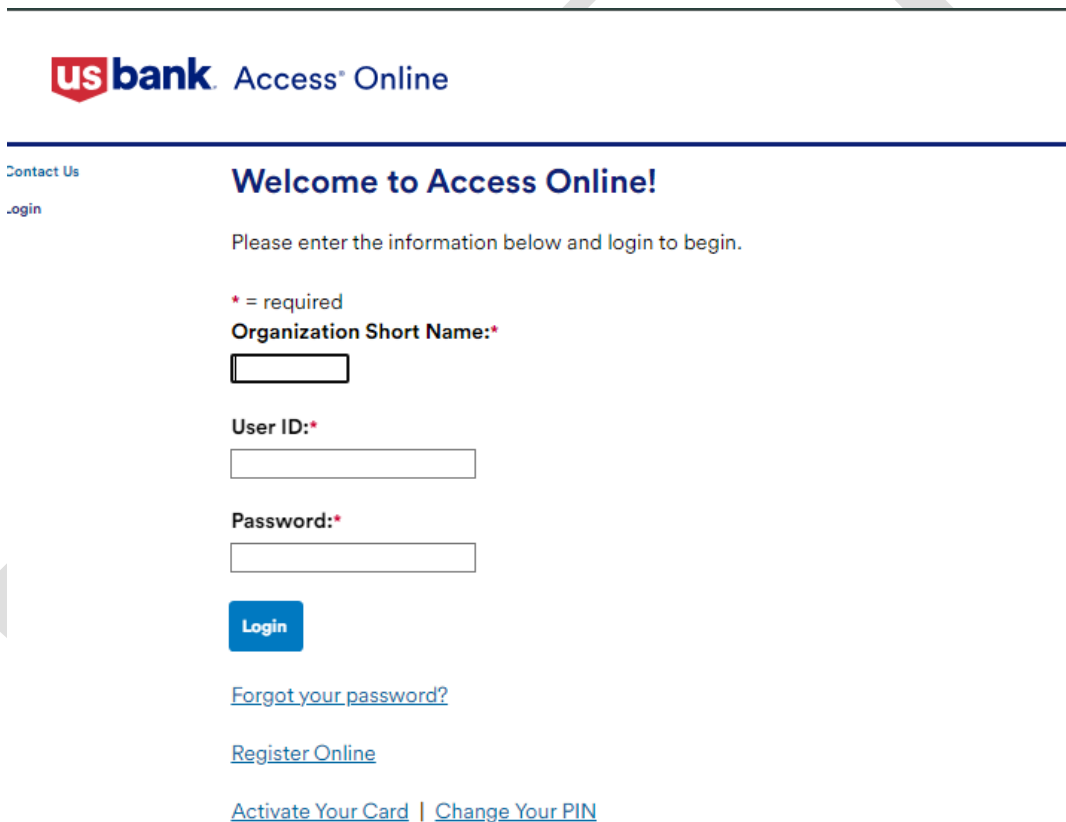 usbank. Access® Online
Contact Us
Login
Welcome to Access Online!
Please enter the information below and login to begin.
* = required
Organization Short Name:*
User ID:*
Password:*
Login
Forgot your password?
Register Online
Activate Your Card | Change Your PIN